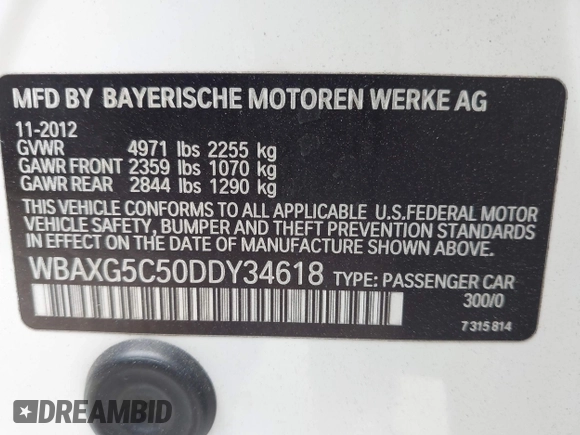 MFD BY BAYERISCHE MOTOREN WERKE AG
11-2012
GVWR 4971 lbs 2255 kg
GAWR FRONT 2359 lbs 1070 kg
GAWR REAR 2844 lbs 1290 kg
THIS VEHICLE CONFORMS TO ALL APPLICABLE U.S.FEDERAL MOTOR
VEHICLE SAFETY, BUMPER AND THEFT PREVENTION STANDARDS
IN EFFECT ON THE DATE OF MANUFACTURE SHOWN ABOVE.
WBAXG5C50DDY34618 TYPE: PASSENGER CAR
300/0
7 315 814
DREAMBID